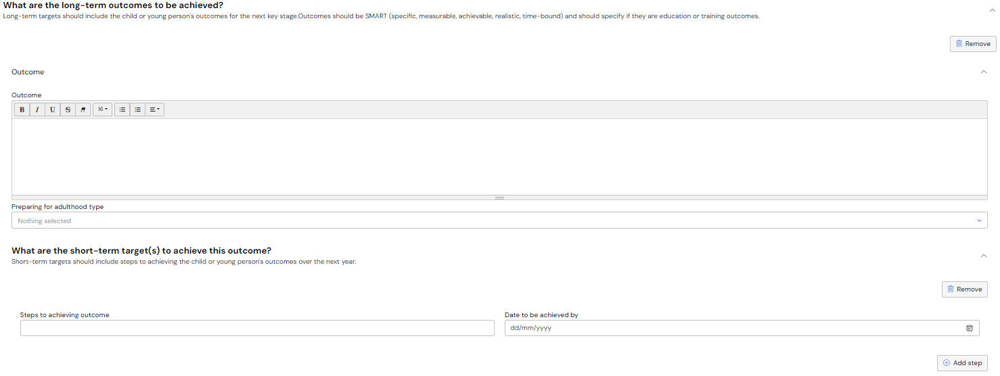 What are the long-term outcomes to be achieved?
Long-term targets should include the child or young person's outcomes for the next key stage.Outcomes should be SMART (specific, measurable, achievable, realistic, time-bound) and should specify if they are education or training outcomes.
Remove
Outcome
Outcome
B I U S 16
Preparing for adulthood type
Nothing selected
What are the short-term target(s) to achieve this outcome?
Short-term targets should include steps to achieving the child or young person's outcomes over the next year.
Remove
Steps to achieving outcome
Date to be achieved by
dd/mm/yyyy
Add step